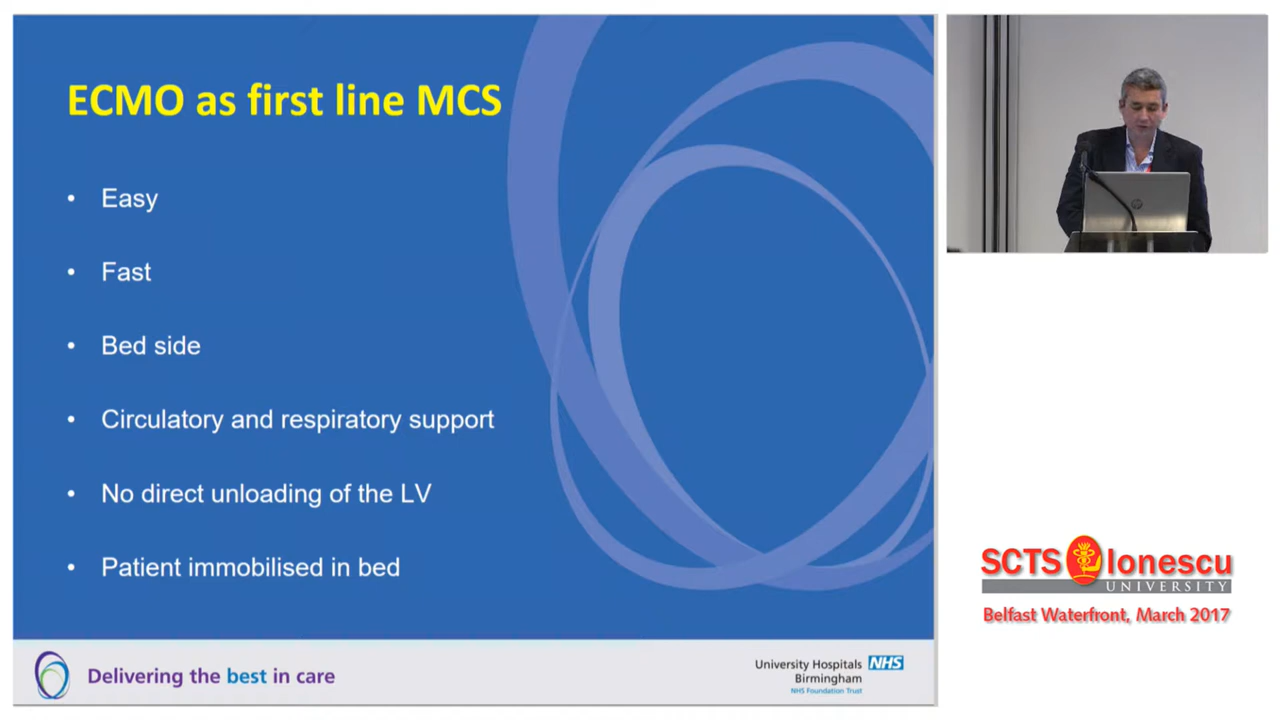 ECMO as first line MCS
• Easy
• Fast
• Bed side
• Circulatory and respiratory support
• No direct unloading of the LV
• Patient immobilised in bed
Delivering the best in care
University Hospitals NHS
Birmingham
NHS Foundation Trust
SCTS Ionescu
UNIVERSITY
Belfast Waterfront, March 2017